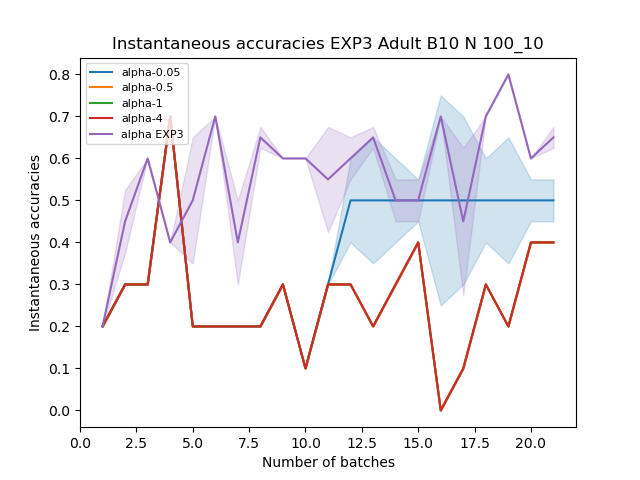 Instantaneous accuracies EXP3 Adult B10 N 100_10
alpha-0.05
alpha-0.5
alpha-1
alpha-4
alpha EXP3
Instantaneous accuracies
0.8
0.7
0.6
0.5
0.4
0.3
0.2
0.1
0.0
0.0 2.5 5.0 7.5 10.0 12.5 15.0 17.5 20.0
Number of batches